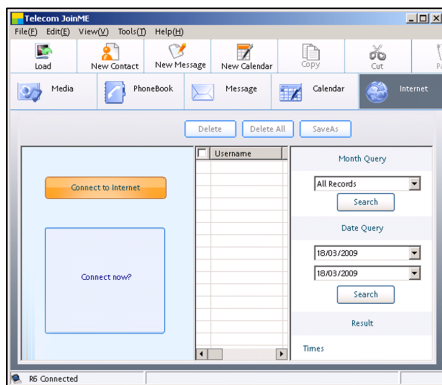 Telecom JoinME
File(F) Edit(E) View(V) Tools(T) Help(H)
Load New Contact New Message New Calendar Copy Cut
Media PhoneBook Message Calendar Internet
Delete Delete All SaveAs
Username
Month Query
Connect to Internet
All Records
Search
Date Query
18/03/2009
Connect now?
18/03/2009
Search
Result
Times
R6 Connected